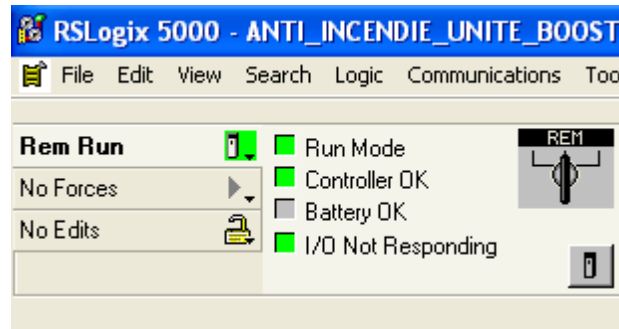 RSLogix 5000 - ANTI_INCENDIE_UNITE_BOOST
File Edit View Search Logic Communications Too
Rem Run
No Forces
No Edits
Run Mode
Controller OK
Battery OK
I/O Not Responding
REM